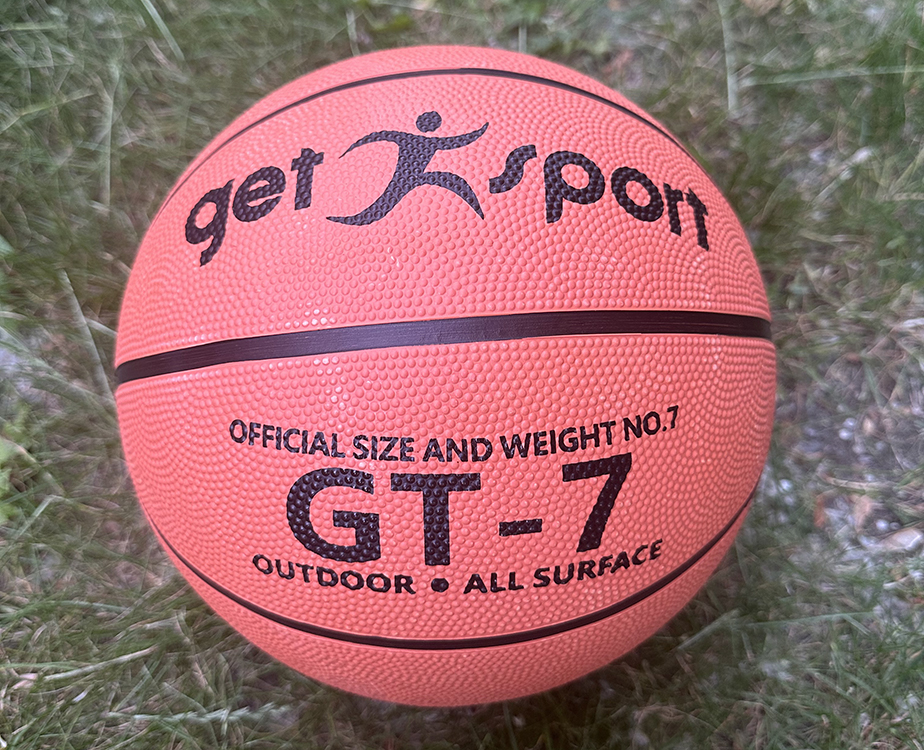 get sport
OFFICIAL SIZE AND WEIGHT NO.7
GT-7
OUTDOOR • ALL SURFACE